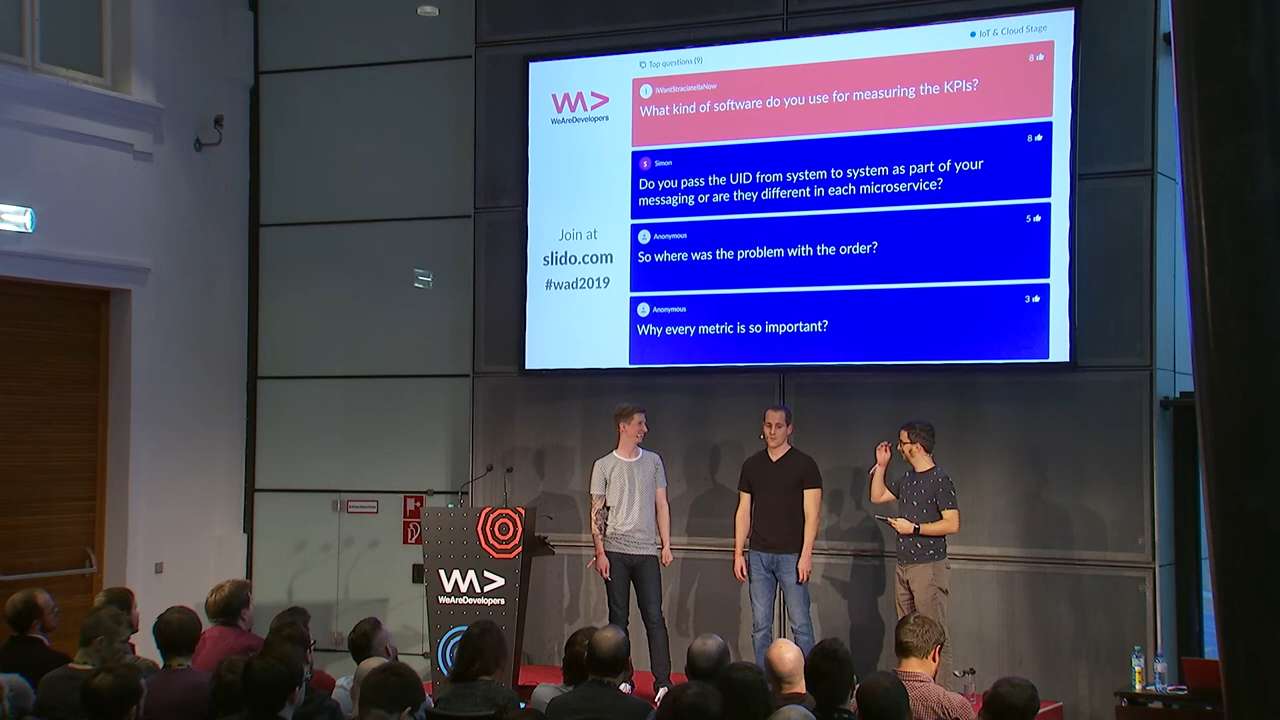 IoT & Cloud Stage
Top questions (9)
WeAreDevelopers
Join at
slido.com
#wad2019
iWantStraciatellaNow
8
What kind of software do you use for measuring the KPIs?
S
Simon
8
Do you pass the UID from system to system as part of your
messaging or are they different in each microservice?
Anonymous
5
So where was the problem with the order?
Anonymous
3
Why every metric is so important?
WeAreDevelopers